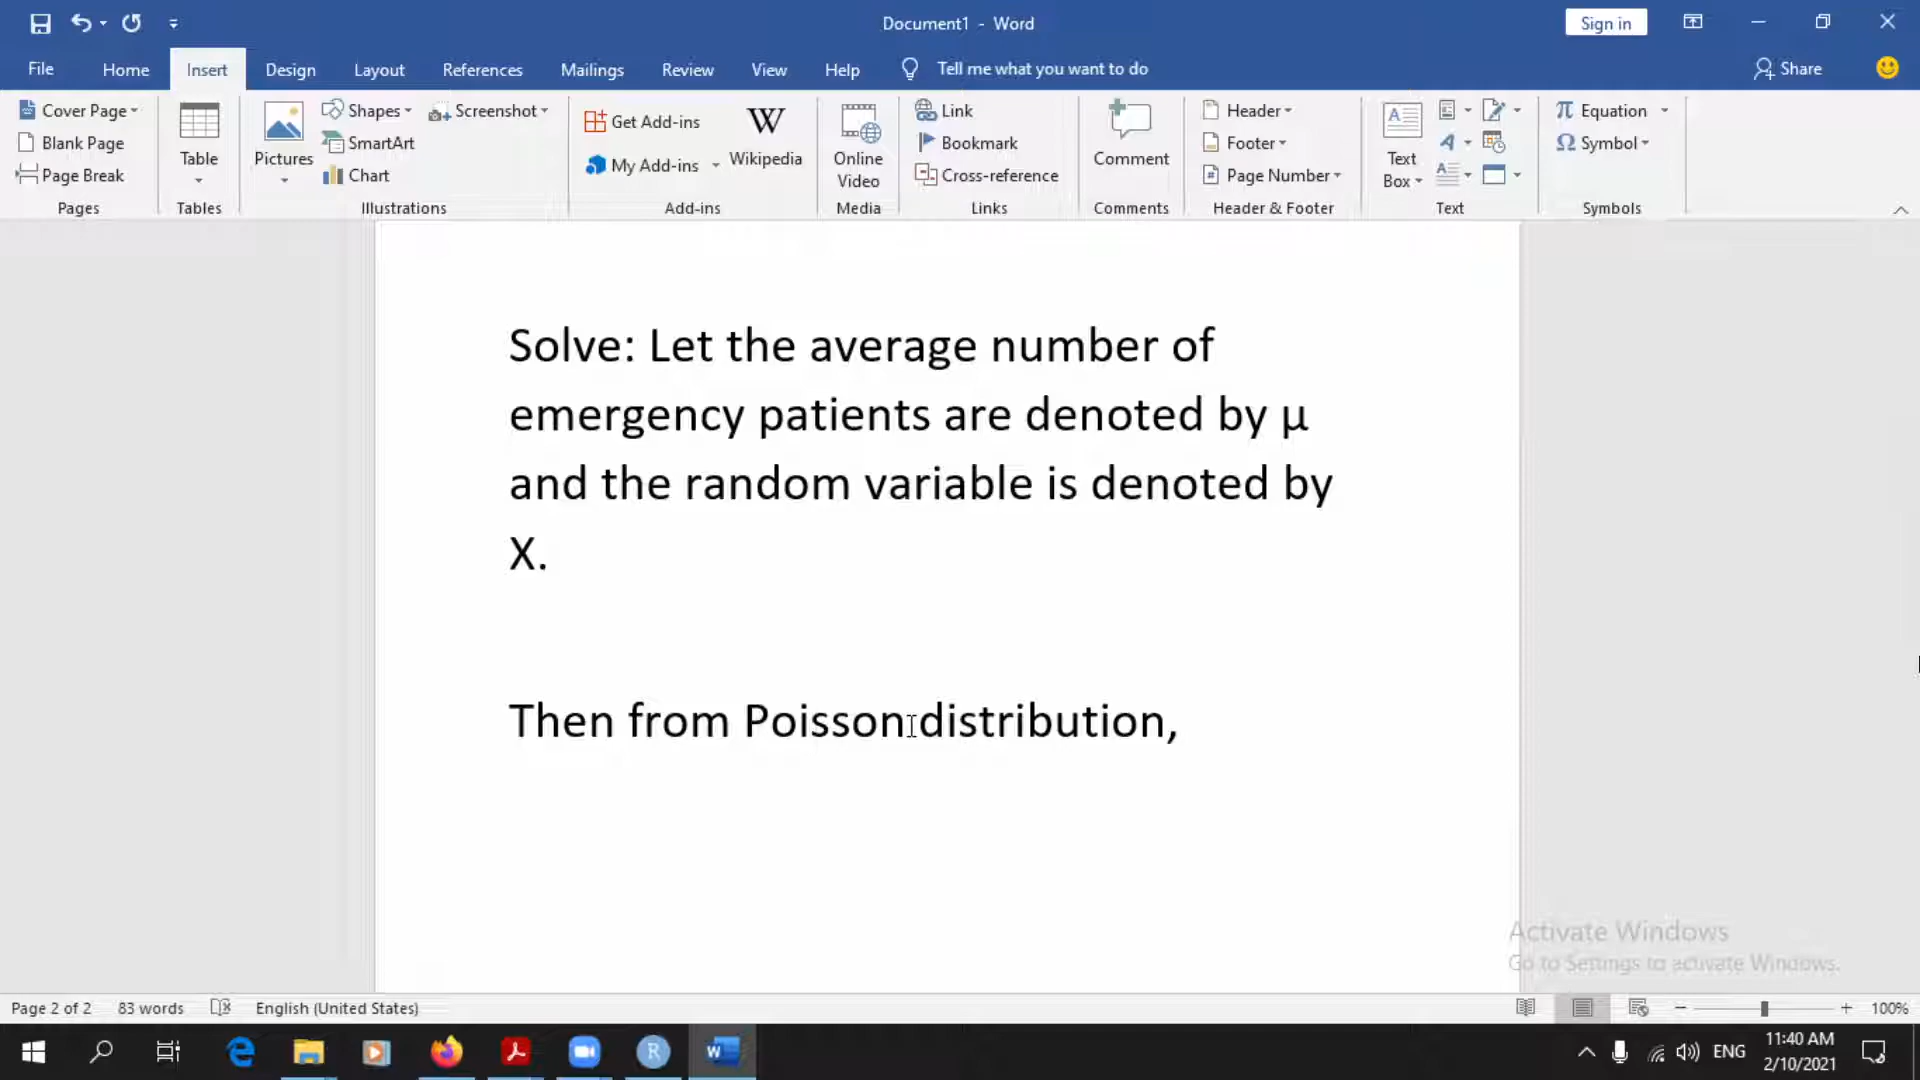 Document1 - Word
Sign in
File Home Insert Design Layout References Mailings Review View Help Tell me what you want to do Share
Cover Page
Blank Page
Page Break
Pages
Table
Tables
Pictures
Shapes
SmartArt
Chart
Screenshot
Illustrations
Get Add-ins
My Add-ins
W
Wikipedia
Add-ins
Online
Video
Media
Link
Bookmark
Cross-reference
Links
Comment
Comments
Header
Footer
Page Number
Header & Footer
Text
Box
Text
Equation
Symbol
Symbols
Solve: Let the average number of
emergency patients are denoted by μ
and the random variable is denoted by
X.
Then from Poisson distribution,
Activate Windows
Go to Settings to activate Windows.
Page 2 of 2 83 words English (United States) 100%
ENG
11:40 AM
2/10/2021